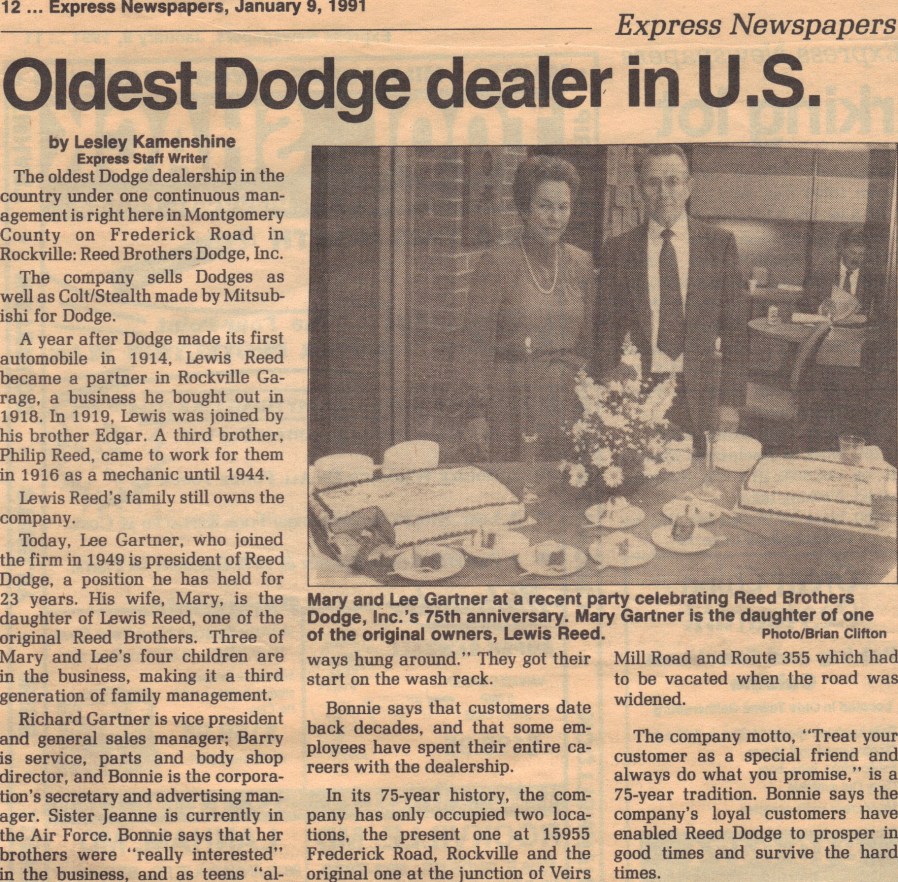 12 ... Express Newspapers, January 9, 1991
Express Newspapers
Oldest Dodge dealer in U.S.
by Lesley Kamenshine
Express Staff Writer
The oldest Dodge dealership in the
country under one continuous man-
agement is right here in Montgomery
County on Frederick Road in
Rockville: Reed Brothers Dodge, Inc.
The company sells Dodges as
well as Colt/Stealth made by Mitsub-
ishi for Dodge.
A year after Dodge made its first
automobile in 1914, Lewis Reed
became a partner in Rockville Ga-
rage, a business he bought out in
1918. In 1919, Lewis was joined by
his brother Edgar. A third brother,
Philip Reed, came to work for them
in 1916 as a mechanic until 1944.
Lewis Reed's family still owns the
company.
Today, Lee Gartner, who joined
the firm in 1949 is president of Reed
Dodge, a position he has held for
23 years. His wife, Mary, is the
daughter of Lewis Reed, one of the
original Reed Brothers. Three of
Mary and Lee's four children are
in the business, making it a third
generation of family management.
Richard Gartner is vice president
and general sales manager; Barry
is service, parts and body shop
director, and Bonnie is the corpora-
tion's secretary and advertising man-
ager. Sister Jeanne is currently in
the Air Force. Bonnie says that her
brothers were "really interested"
in the business, and as teens "al-
Mary and Lee Gartner at a recent party celebrating Reed Brothers
Dodge, Inc.'s 75th anniversary. Mary Gartner is the daughter of one
of the original owners, Lewis Reed.
Photo/Brian Clifton
ways hung around." They got their
start on the wash rack.
Bonnie says that customers date
back decades, and that some em-
ployees have spent their entire ca-
reers with the dealership.
In its 75-year history, the com-
pany has only occupied two loca-
tions, the present one at 15955
Frederick Road, Rockville and the
original one at the junction of Veirs
Mill Road and Route 355 which had
to be vacated when the road was
widened.
The company motto, "Treat your
customer as a special friend and
always do what you promise," is a
75-year tradition. Bonnie says the
company's loyal customers have
enabled Reed Dodge to prosper in
good times and survive the hard
times.